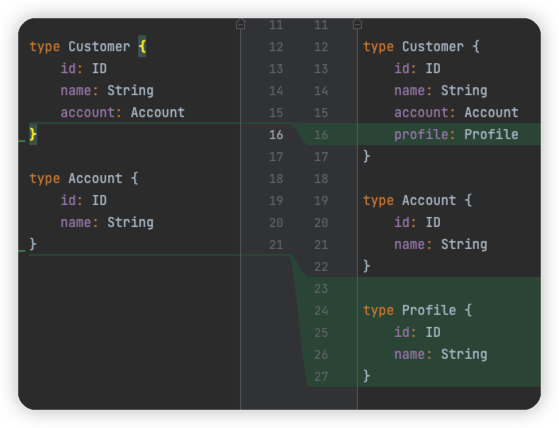 11 11
type Customer { 12 12 type Customer {
id: ID 13 13 id: ID
name: String 14 14 name: String
account: Account 15 15 account: Account
} 16 16 profile: Profile
17 17 }
type Account { 18 18
id: ID 19 19 type Account {
name: String 20 20 id: ID
} 21 21 name: String
22 }
23
24 type Profile {
25 id: ID
26 name: String
27 }